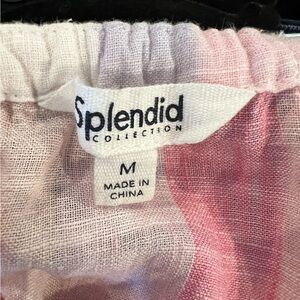 Splendid
COLLECTION
M
MADE IN
CHINA